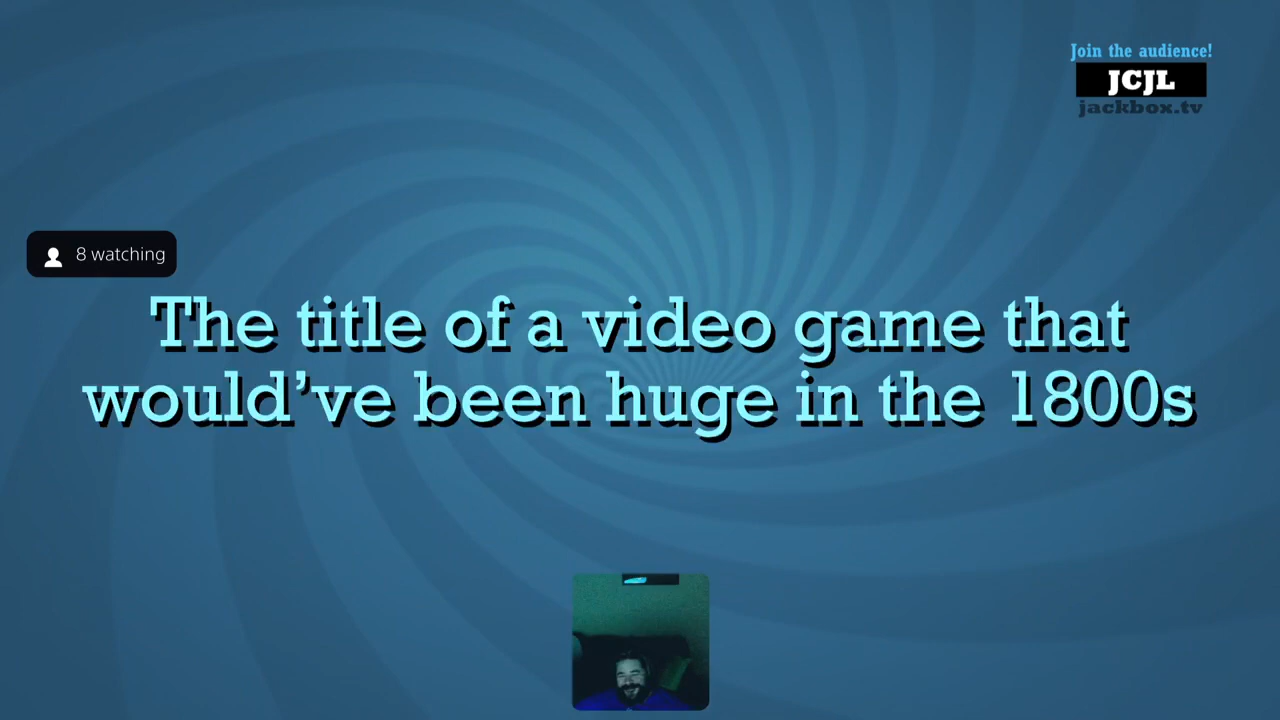 Join the audience!
JCJL
jackbox.tv
8 watching
The title of a video game that
would’ve been huge in the 1800s